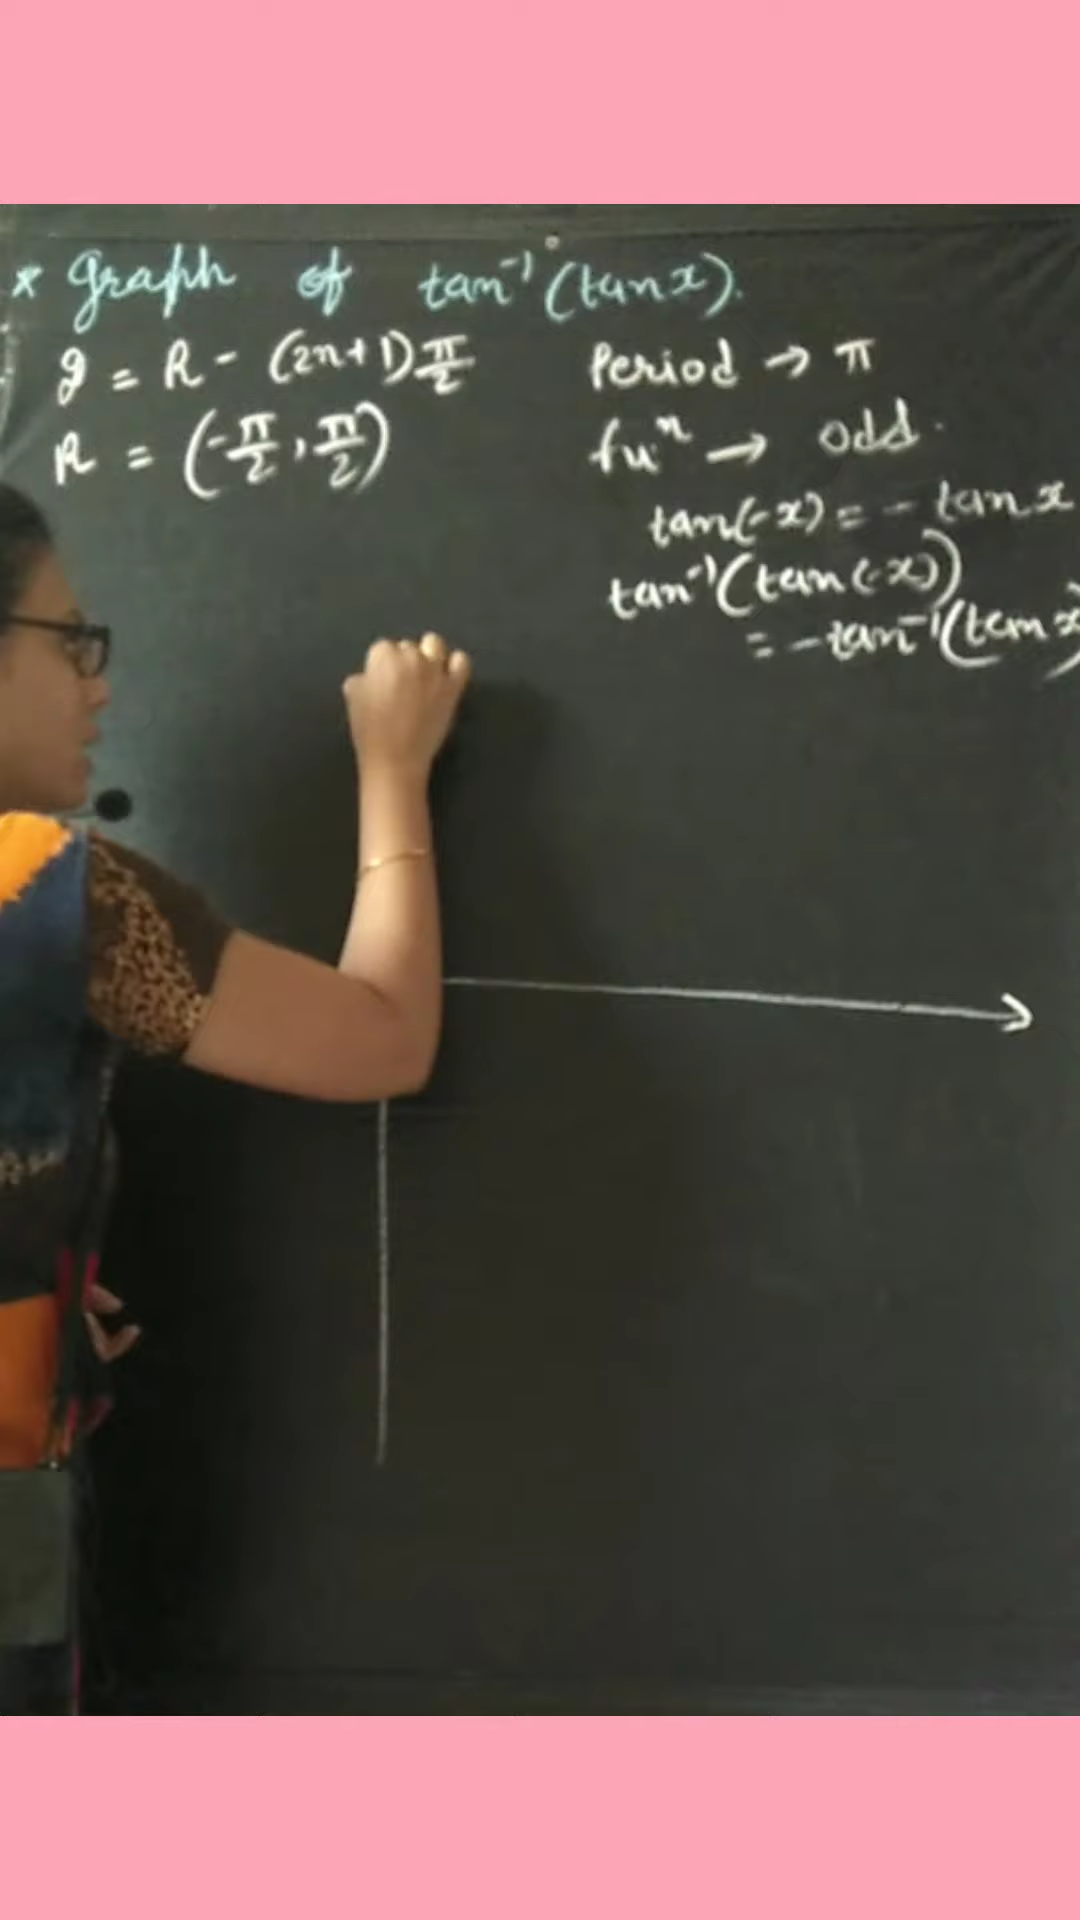 * Graph of tan⁻¹(tanx).
D = R - (2n+1)π/2
R = (-π/2, π/2)
Period → π
fuⁿ → odd.
tan(-x) = - tanx
tan⁻¹(tan(-x))
= -tan⁻¹(tanx)